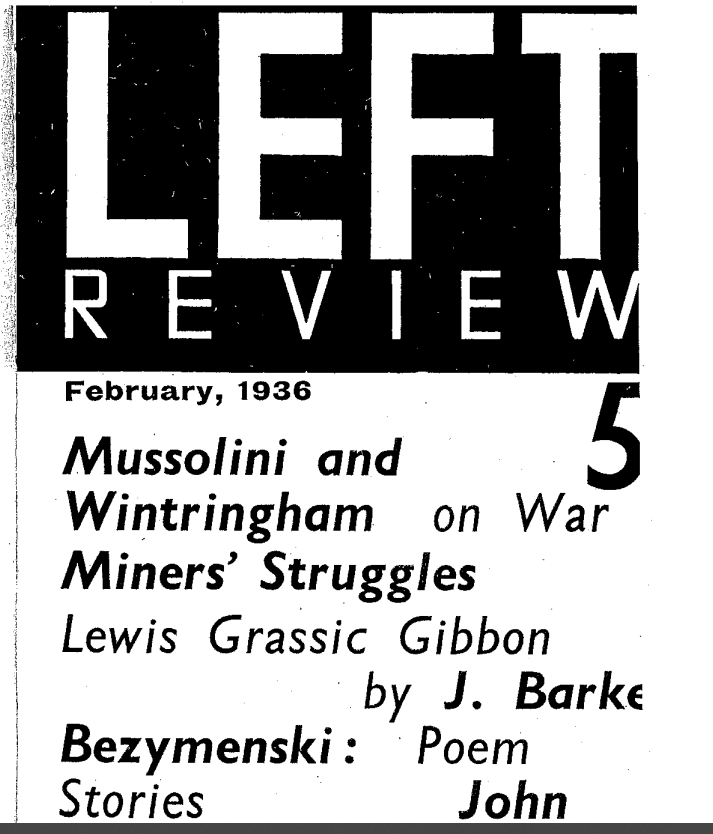 LEFT
REVIEW
February, 1936
5
Mussolini and
Wintringham on War
Miners' Struggles
Lewis Grassic Gibbon
by J. Barke
Bezymenski: Poem
Stories John